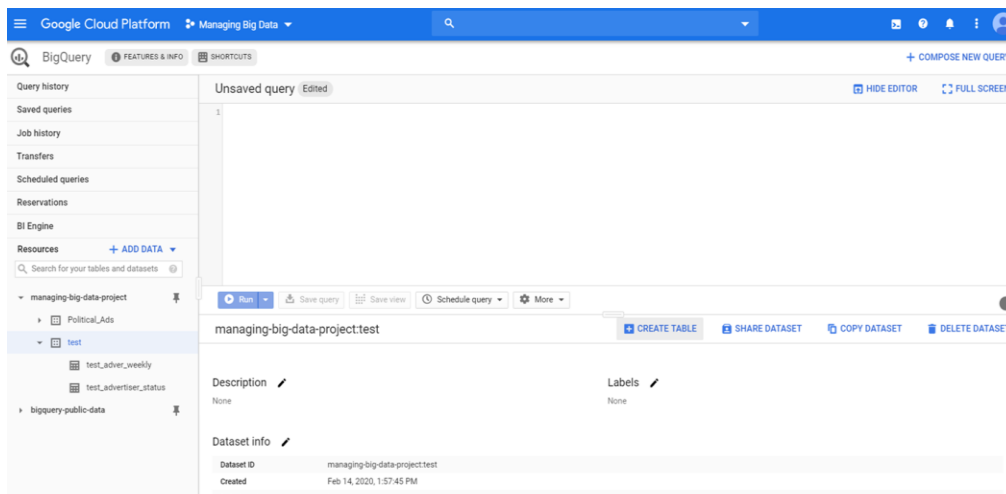 Google Cloud Platform Managing Big Data
BigQuery FEATURES & INFO SHORTCUTS COMPOSE NEW QUER
Query history
Saved queries
Job history
Transfers
Scheduled queries
Reservations
BI Engine
Resources + ADD DATA
Search for your tables and datasets
managing-big-data-project
Political_Ads
test
test_adver_weekly
test_advertiser_status
bigquery-public-data
Unsaved query Edited
HIDE EDITOR FULL SCREEN
1
Run Save query Save view Schedule query More
managing-big-data-project:test
CREATE TABLE SHARE DATASET COPY DATASET DELETE DATASE
Description
None
Labels
None
Dataset info
Dataset ID managing-big-data-project:test
Created Feb 14, 2020, 1:57:45 PM